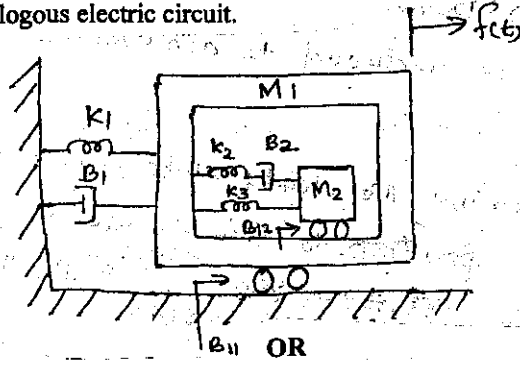 logous electric circuit.
f(t)
M1
K1
K2
B2
B1
K3
M2
B12
B11
OR